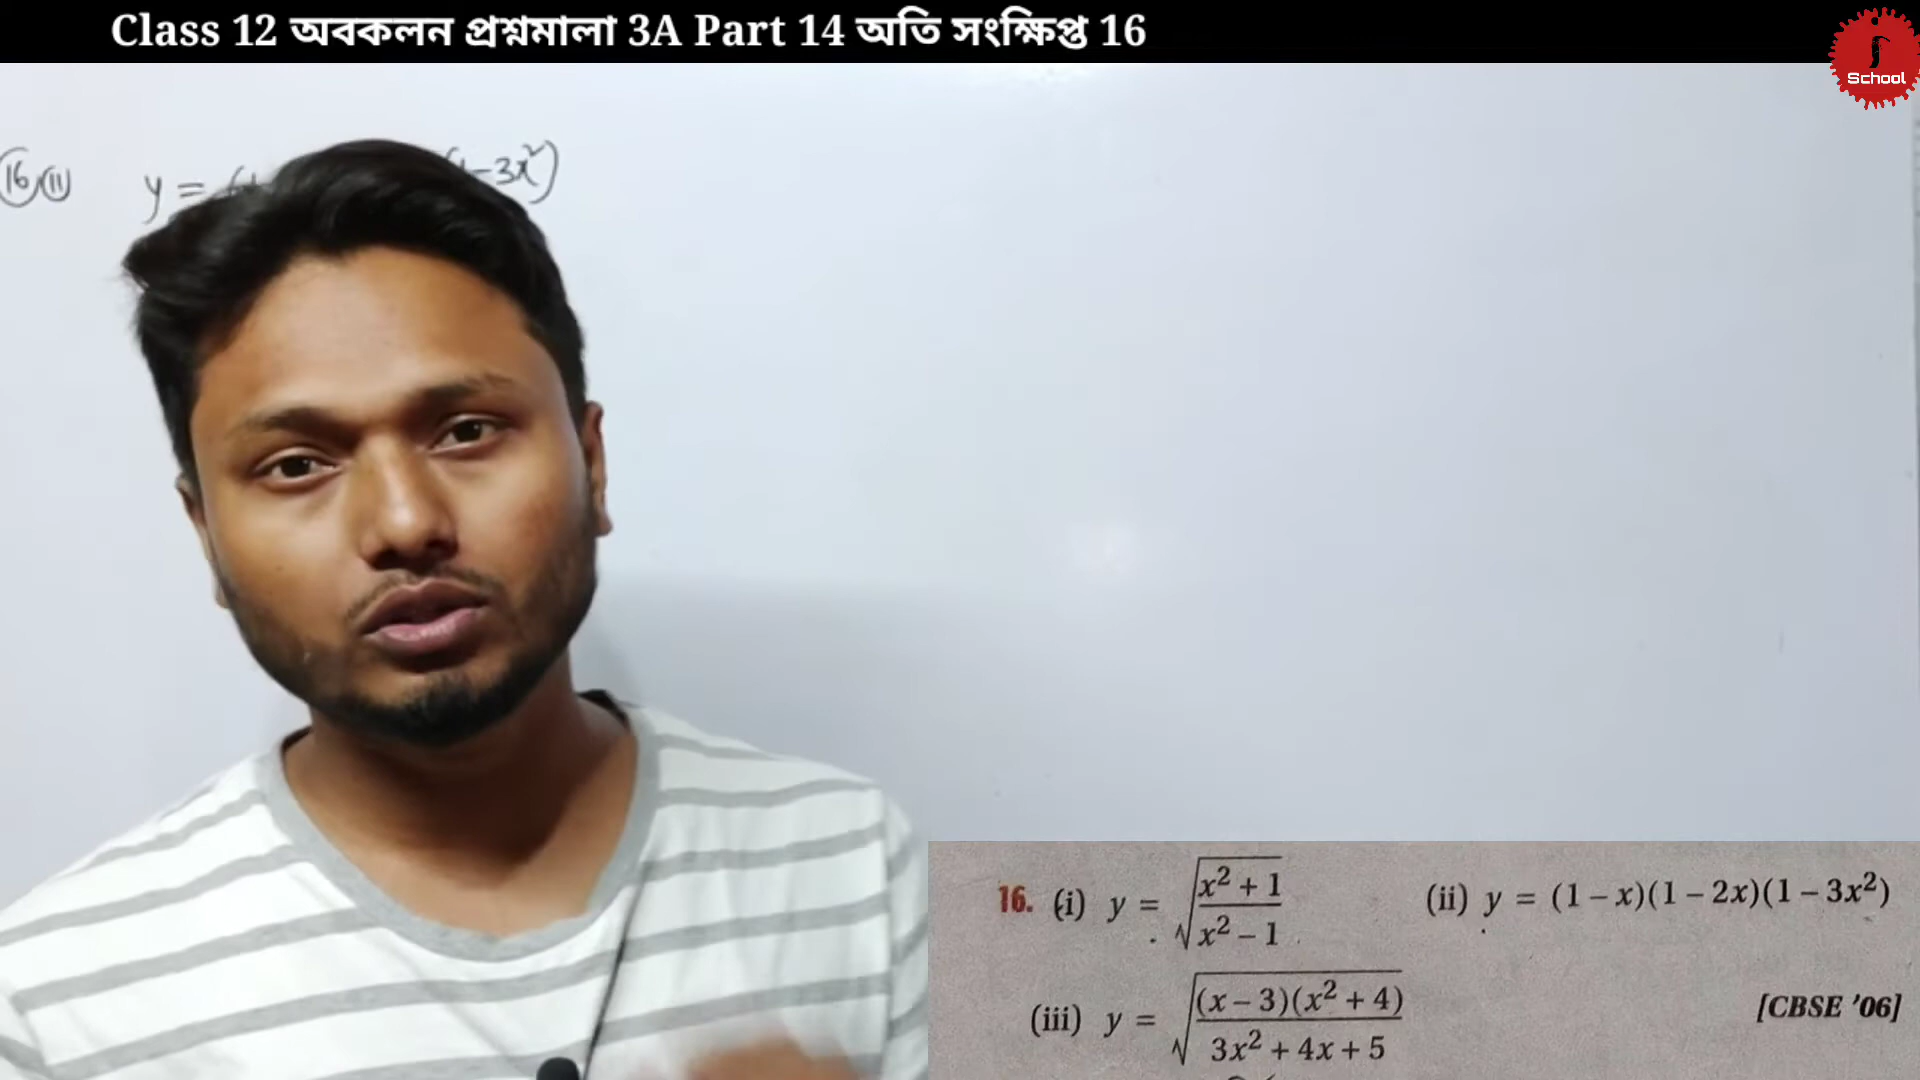 Class 12 অবকলন প্রশ্নমালা 3A Part 14 অতি সংক্ষিপ্ত 16
School
16 (ii) y = – 3x²)
16. (i) y = √((x² + 1)/(x² – 1)) (ii) y = (1 – x)(1 – 2x)(1 – 3x²)
(iii) y = √((x – 3)(x² + 4)/(3x² + 4x + 5)) [CBSE ’06]